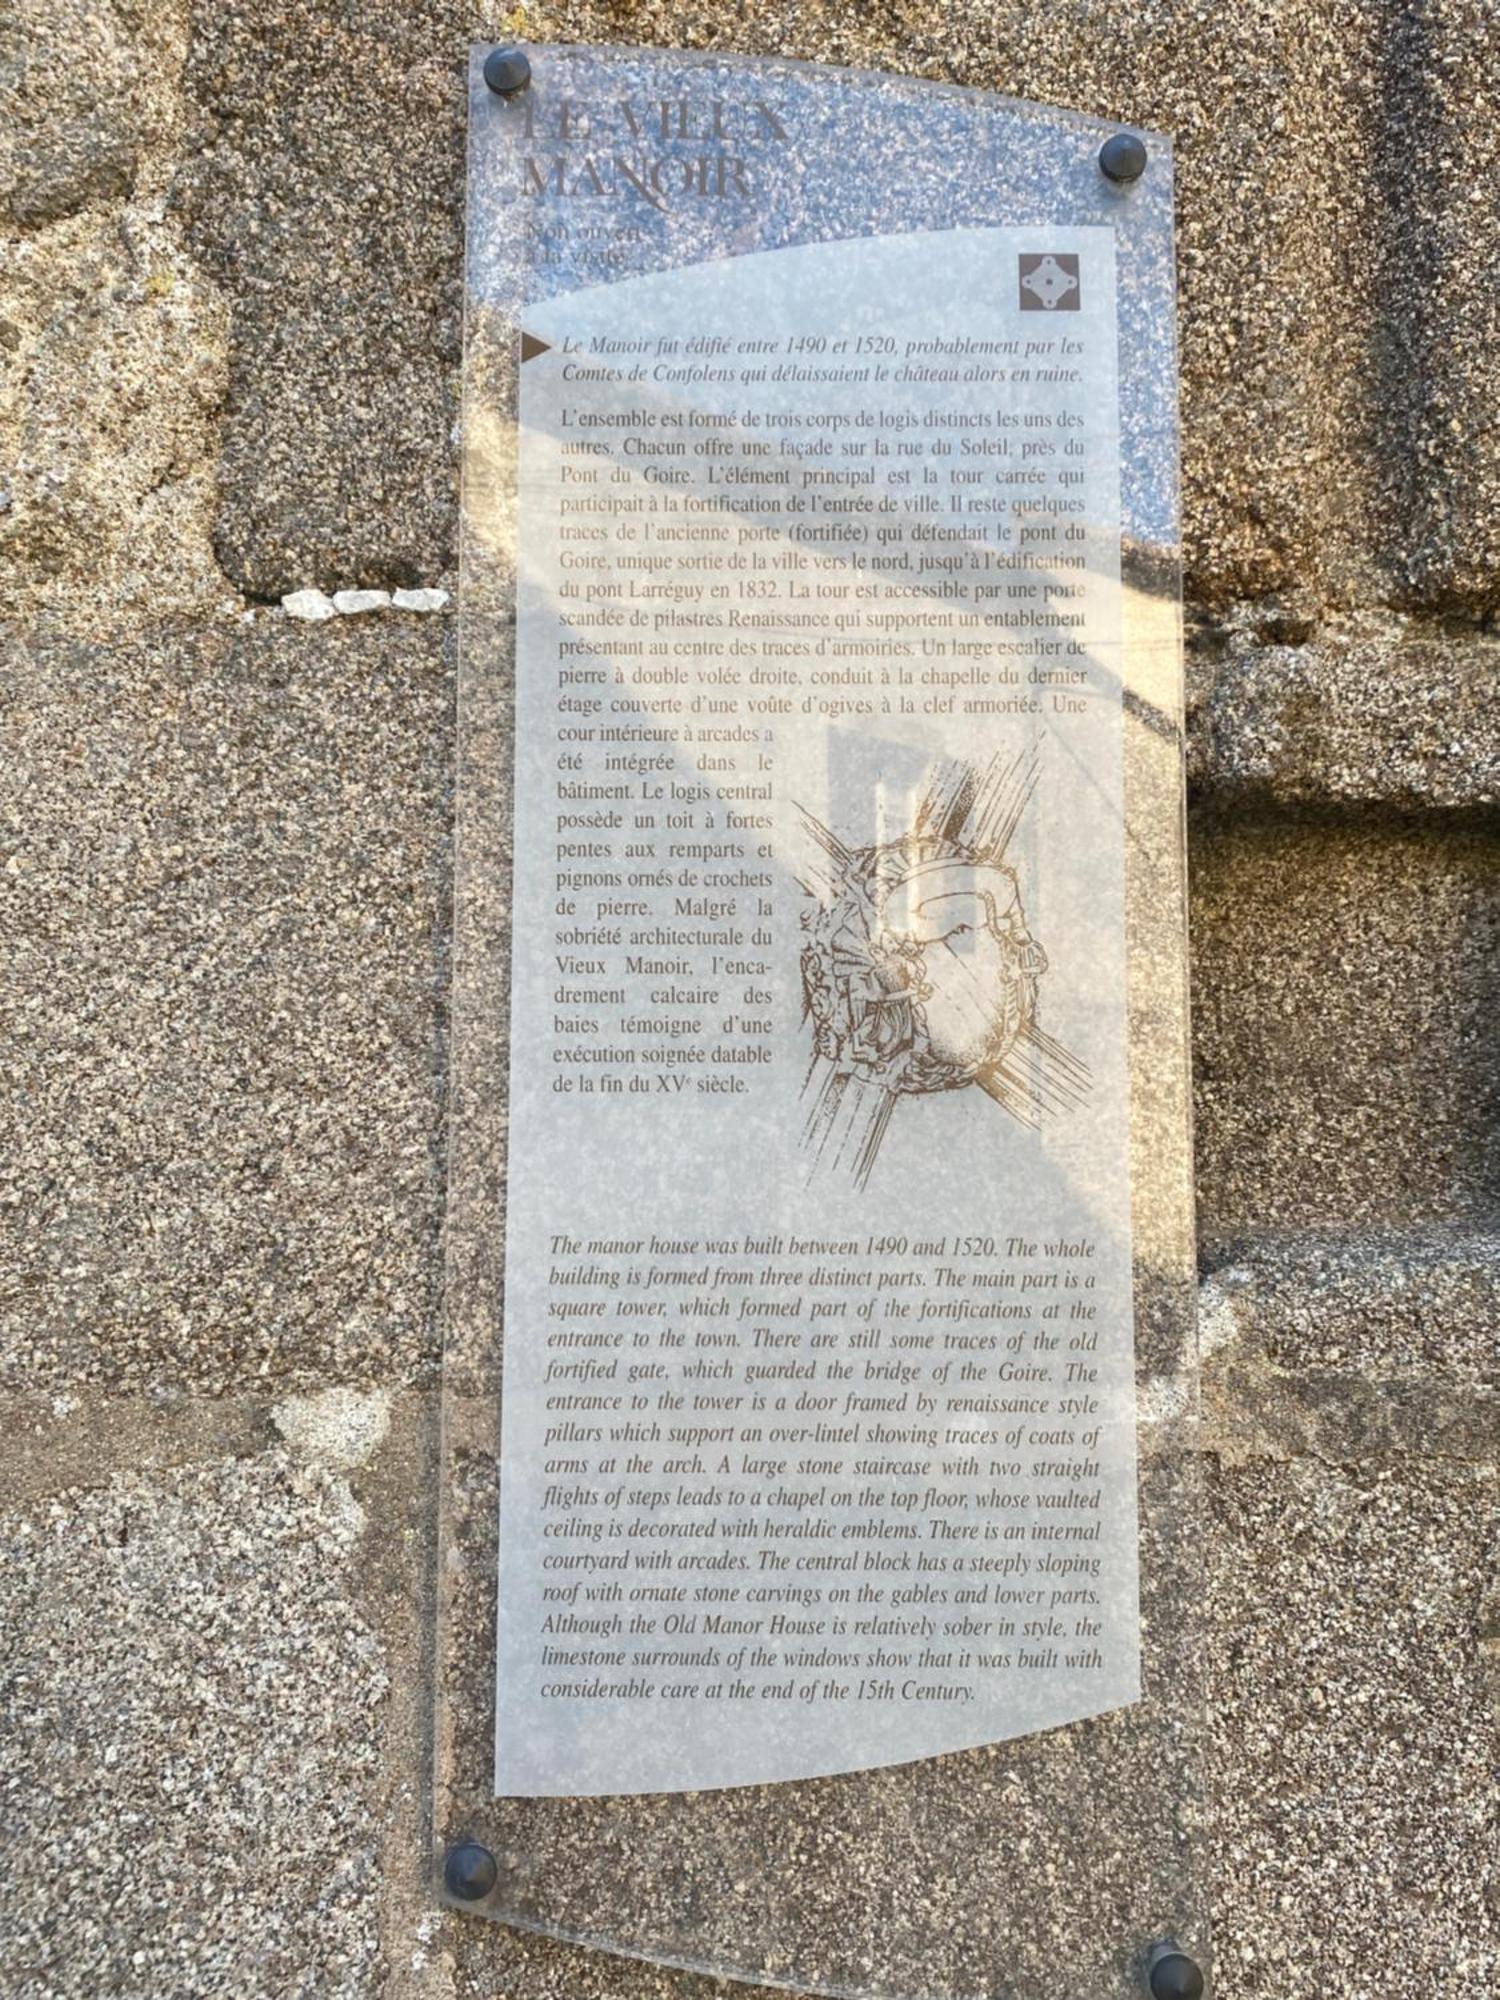 LE VIEUX
MANOIR
Non ouvert
à la visite
Le Manoir fut édifié entre 1490 et 1520, probablement par les
Comtes de Confolens qui délaissaient le château alors en ruine.
L'ensemble est formé de trois corps de logis distincts les uns des
autres. Chacun offre une façade sur la rue du Soleil, près du
Pont du Goire. L'élément principal est la tour carrée qui
participait à la fortification de l'entrée de ville. Il reste quelques
traces de l'ancienne porte (fortifiée) qui défendait le pont du
Goire, unique sortie de la ville vers le nord, jusqu'à l'édification
du pont Larréguy en 1832. La tour est accessible par une porte
scandée de pilastres Renaissance qui supportent un entablement
présentant au centre des traces d'armoiries. Un large escalier de
pierre à double volée droite, conduit à la chapelle du dernier
étage couverte d'une voûte d'ogives à la clef armoriée. Une
cour intérieure à arcades a
été intégrée dans le
bâtiment. Le logis central
possède un toit à fortes
pentes aux remparts et
pignons ornés de crochets
de pierre. Malgré la
sobriété architecturale du
Vieux Manoir, l'enca-
drement calcaire des
baies témoigne d'une
exécution soignée datable
de la fin du XVe siècle.
The manor house was built between 1490 and 1520. The whole
building is formed from three distinct parts. The main part is a
square tower, which formed part of the fortifications at the
entrance to the town. There are still some traces of the old
fortified gate, which guarded the bridge of the Goire. The
entrance to the tower is a door framed by renaissance style
pillars which support an over-lintel showing traces of coats of
arms at the arch. A large stone staircase with two straight
flights of steps leads to a chapel on the top floor, whose vaulted
ceiling is decorated with heraldic emblems. There is an internal
courtyard with arcades. The central block has a steeply sloping
roof with ornate stone carvings on the gables and lower parts.
Although the Old Manor House is relatively sober in style, the
limestone surrounds of the windows show that it was built with
considerable care at the end of the 15th Century.